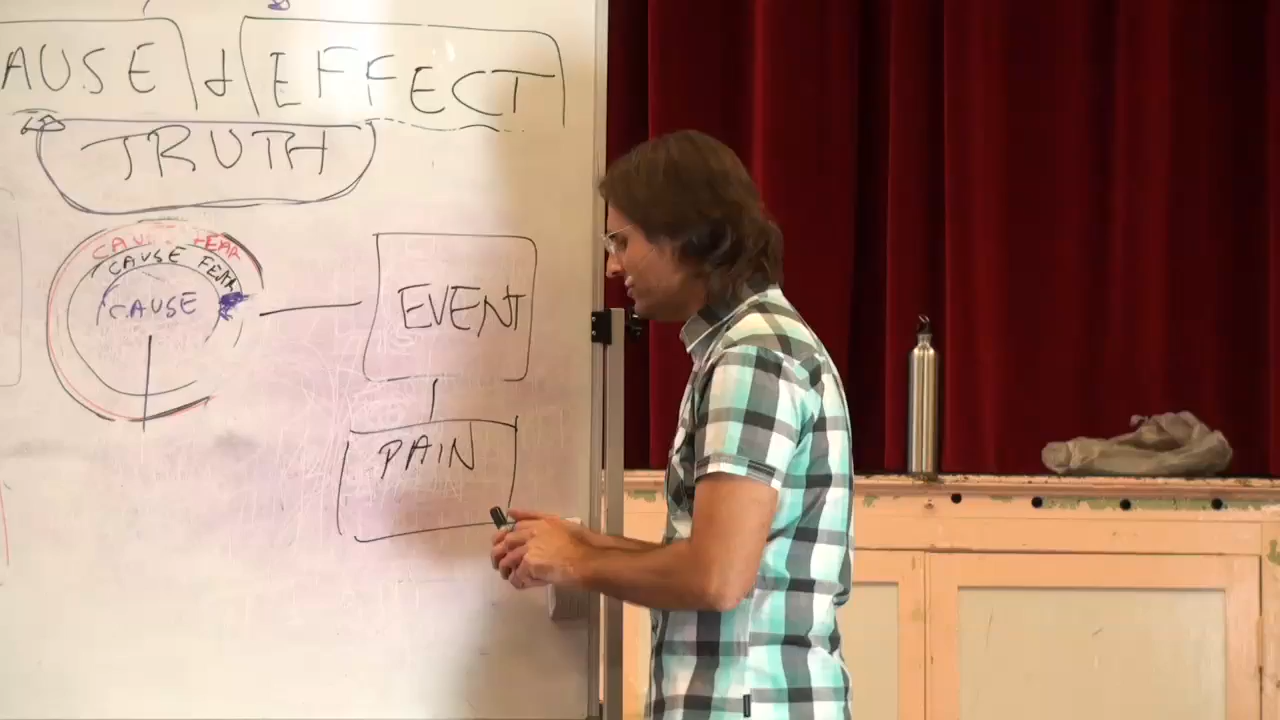 AUSE & EFFECT
TRUTH
CAUSE FEAR
CAUSE FEAR
CAUSE
EVENT
PAIN